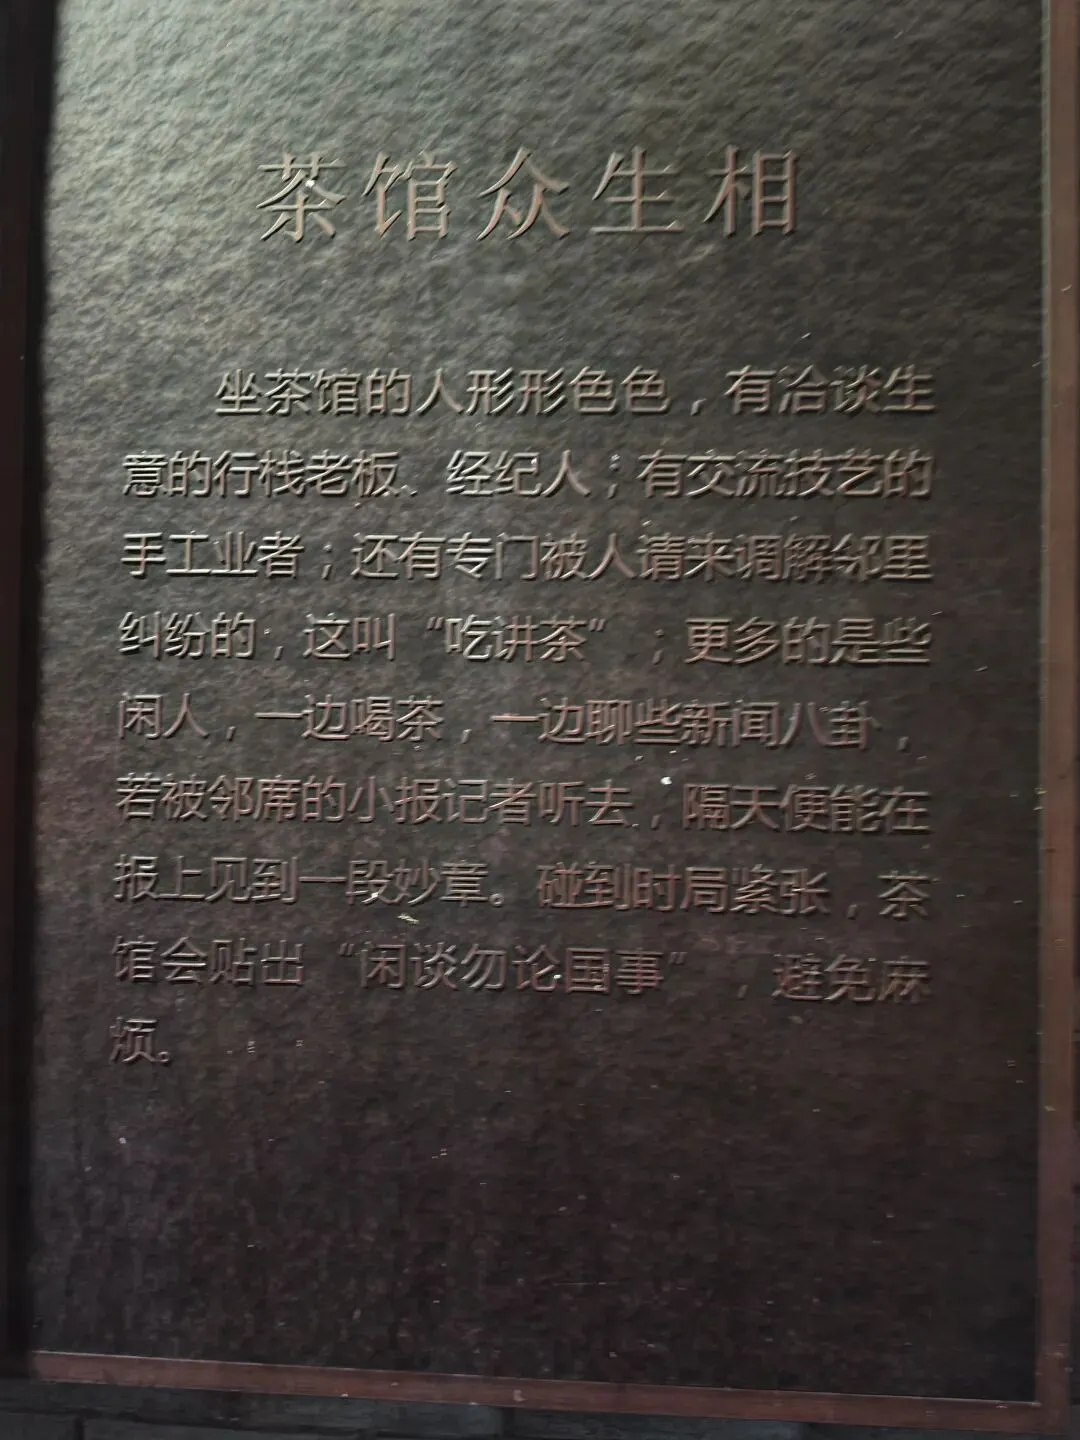 茶馆众生相
坐茶馆的人形形色色，有洽谈生
意的行栈老板、经纪人；有交流技艺的
手工业者；还有专门被人请来调解邻里
纠纷的；这叫“吃讲茶”；更多的是些
闲人，一边喝茶，一边聊些新闻八卦，
若被邻席的小报记者听去，隔天便能在
报上见到一段妙章。碰到时局紧张，茶
馆会贴出“闲谈勿论国事”，避免麻
烦。